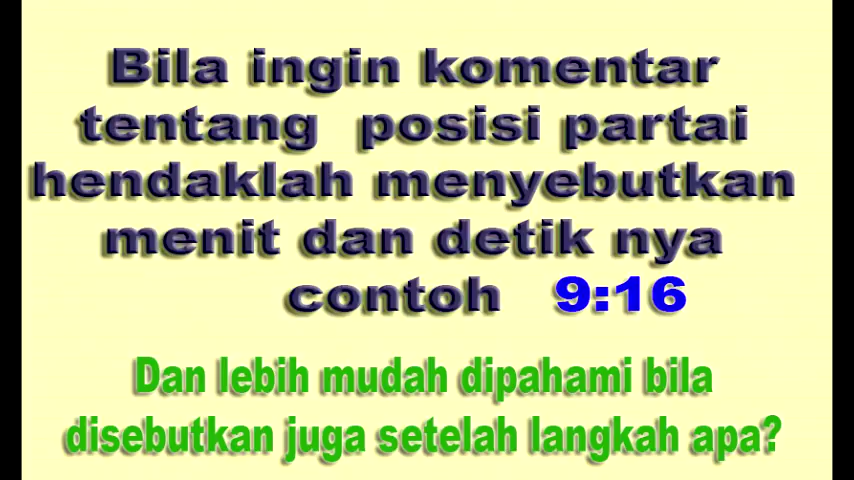 Bila ingin komentar
tentang posisi partai
hendaklah menyebutkan
menit dan detik nya
contoh 9:16
Dan lebih mudah dipahami bila
disebutkan juga setelah langkah apa?